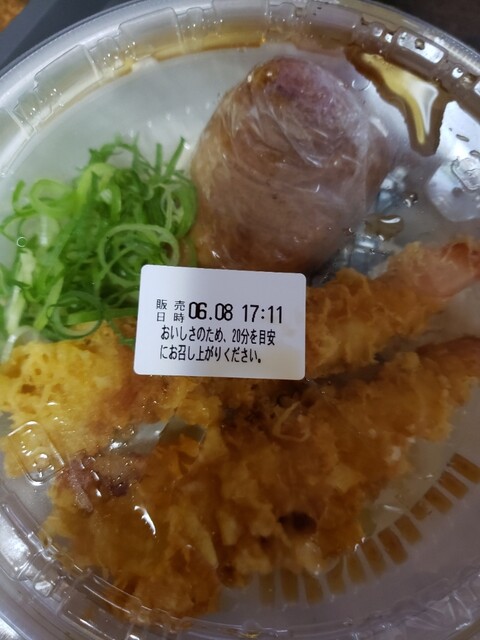 販売日時 06.08 17:11
おいしさのため、20分を目安
にお召し上がりください。